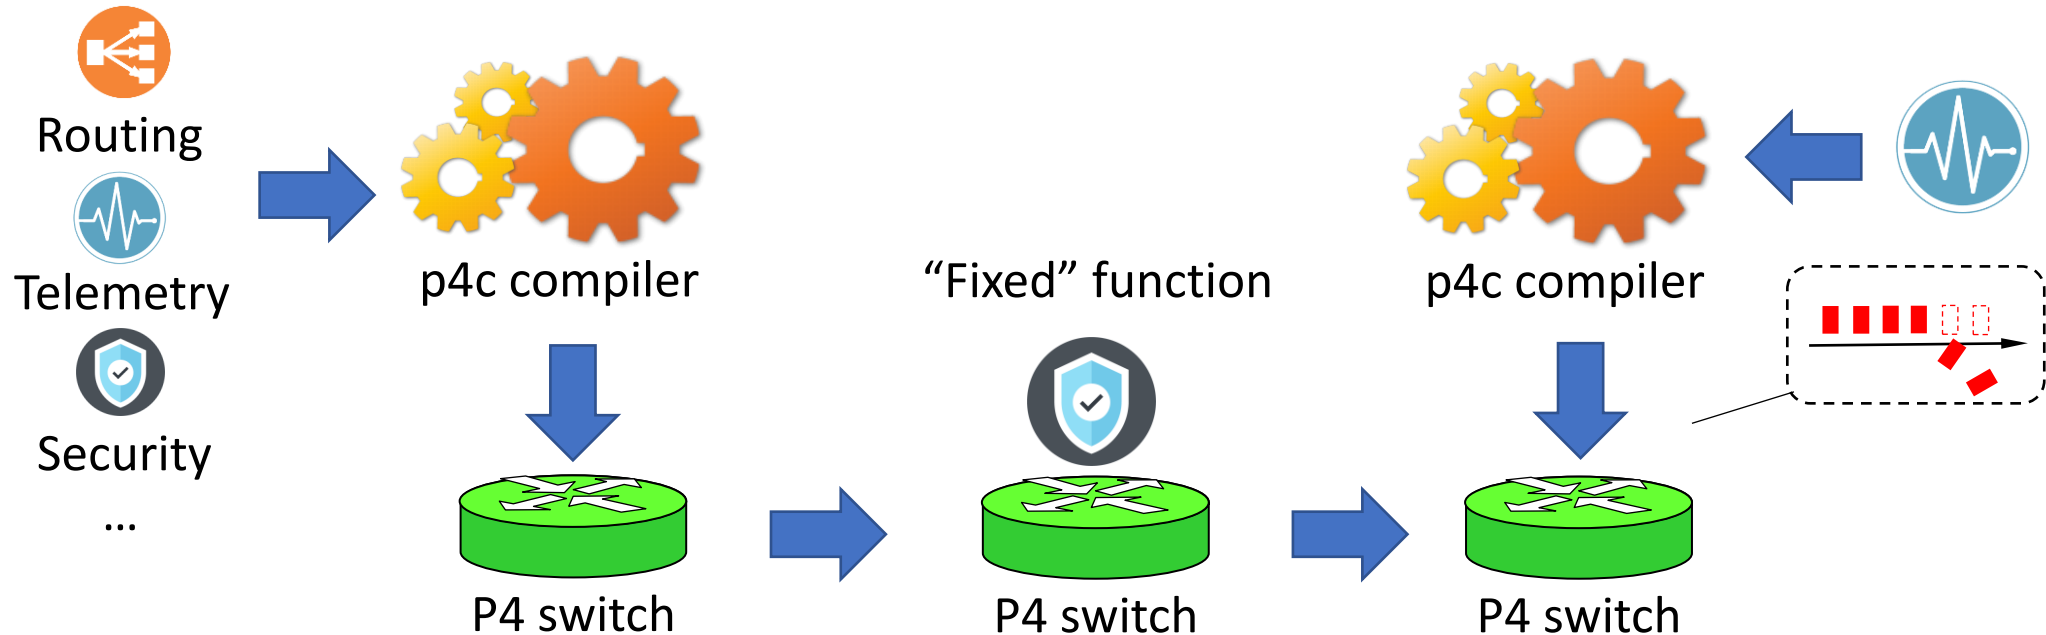 Routing
Telemetry
Security
...
p4c compiler
P4 switch
“Fixed” function
P4 switch
p4c compiler
P4 switch